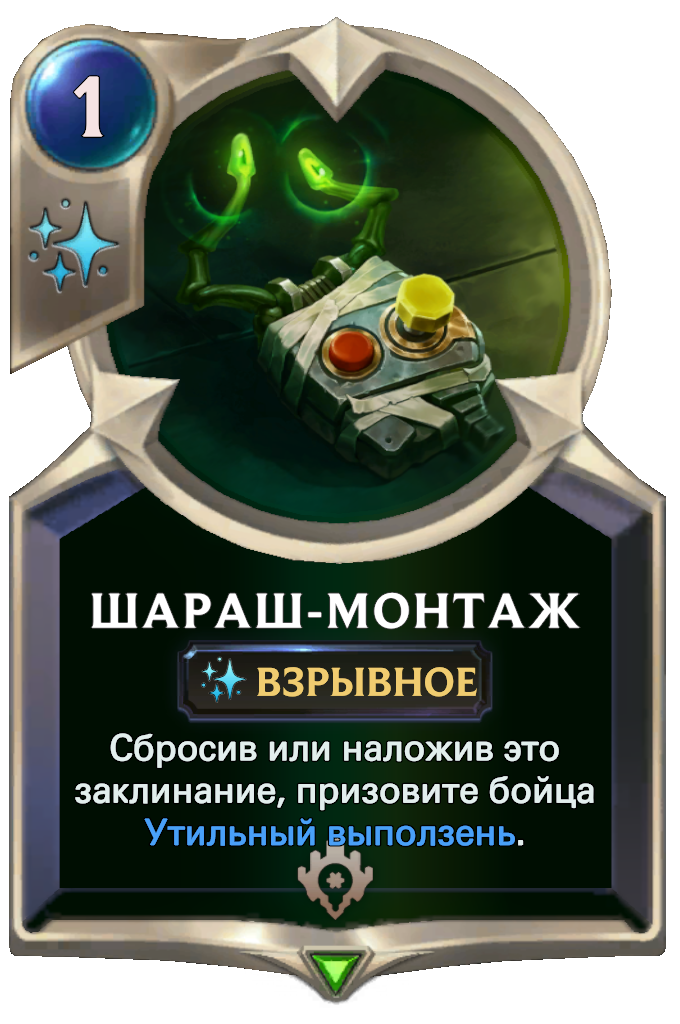 1
ШАРАШ-МОНТАЖ
ВЗРЫВНОЕ
Сбросив или наложив это
заклинание, призовите бойца
Утильный выползень.